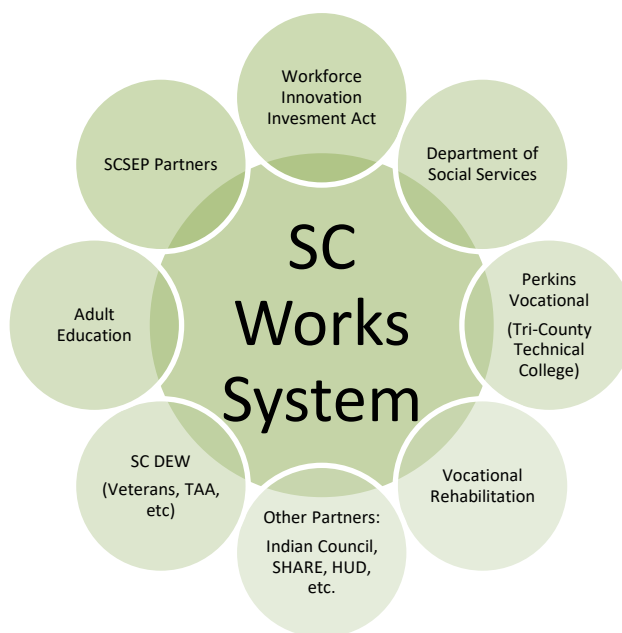 Workforce
Innovation
Invesment Act
Department of
Social Services
Perkins
Vocational
(Tri-County
Technical
College)
Vocational
Rehabilitation
Other Partners:
Indian Council,
SHARE, HUD,
etc.
SC DEW
(Veterans, TAA,
etc)
Adult
Education
SCSEP Partners
SC
Works
System